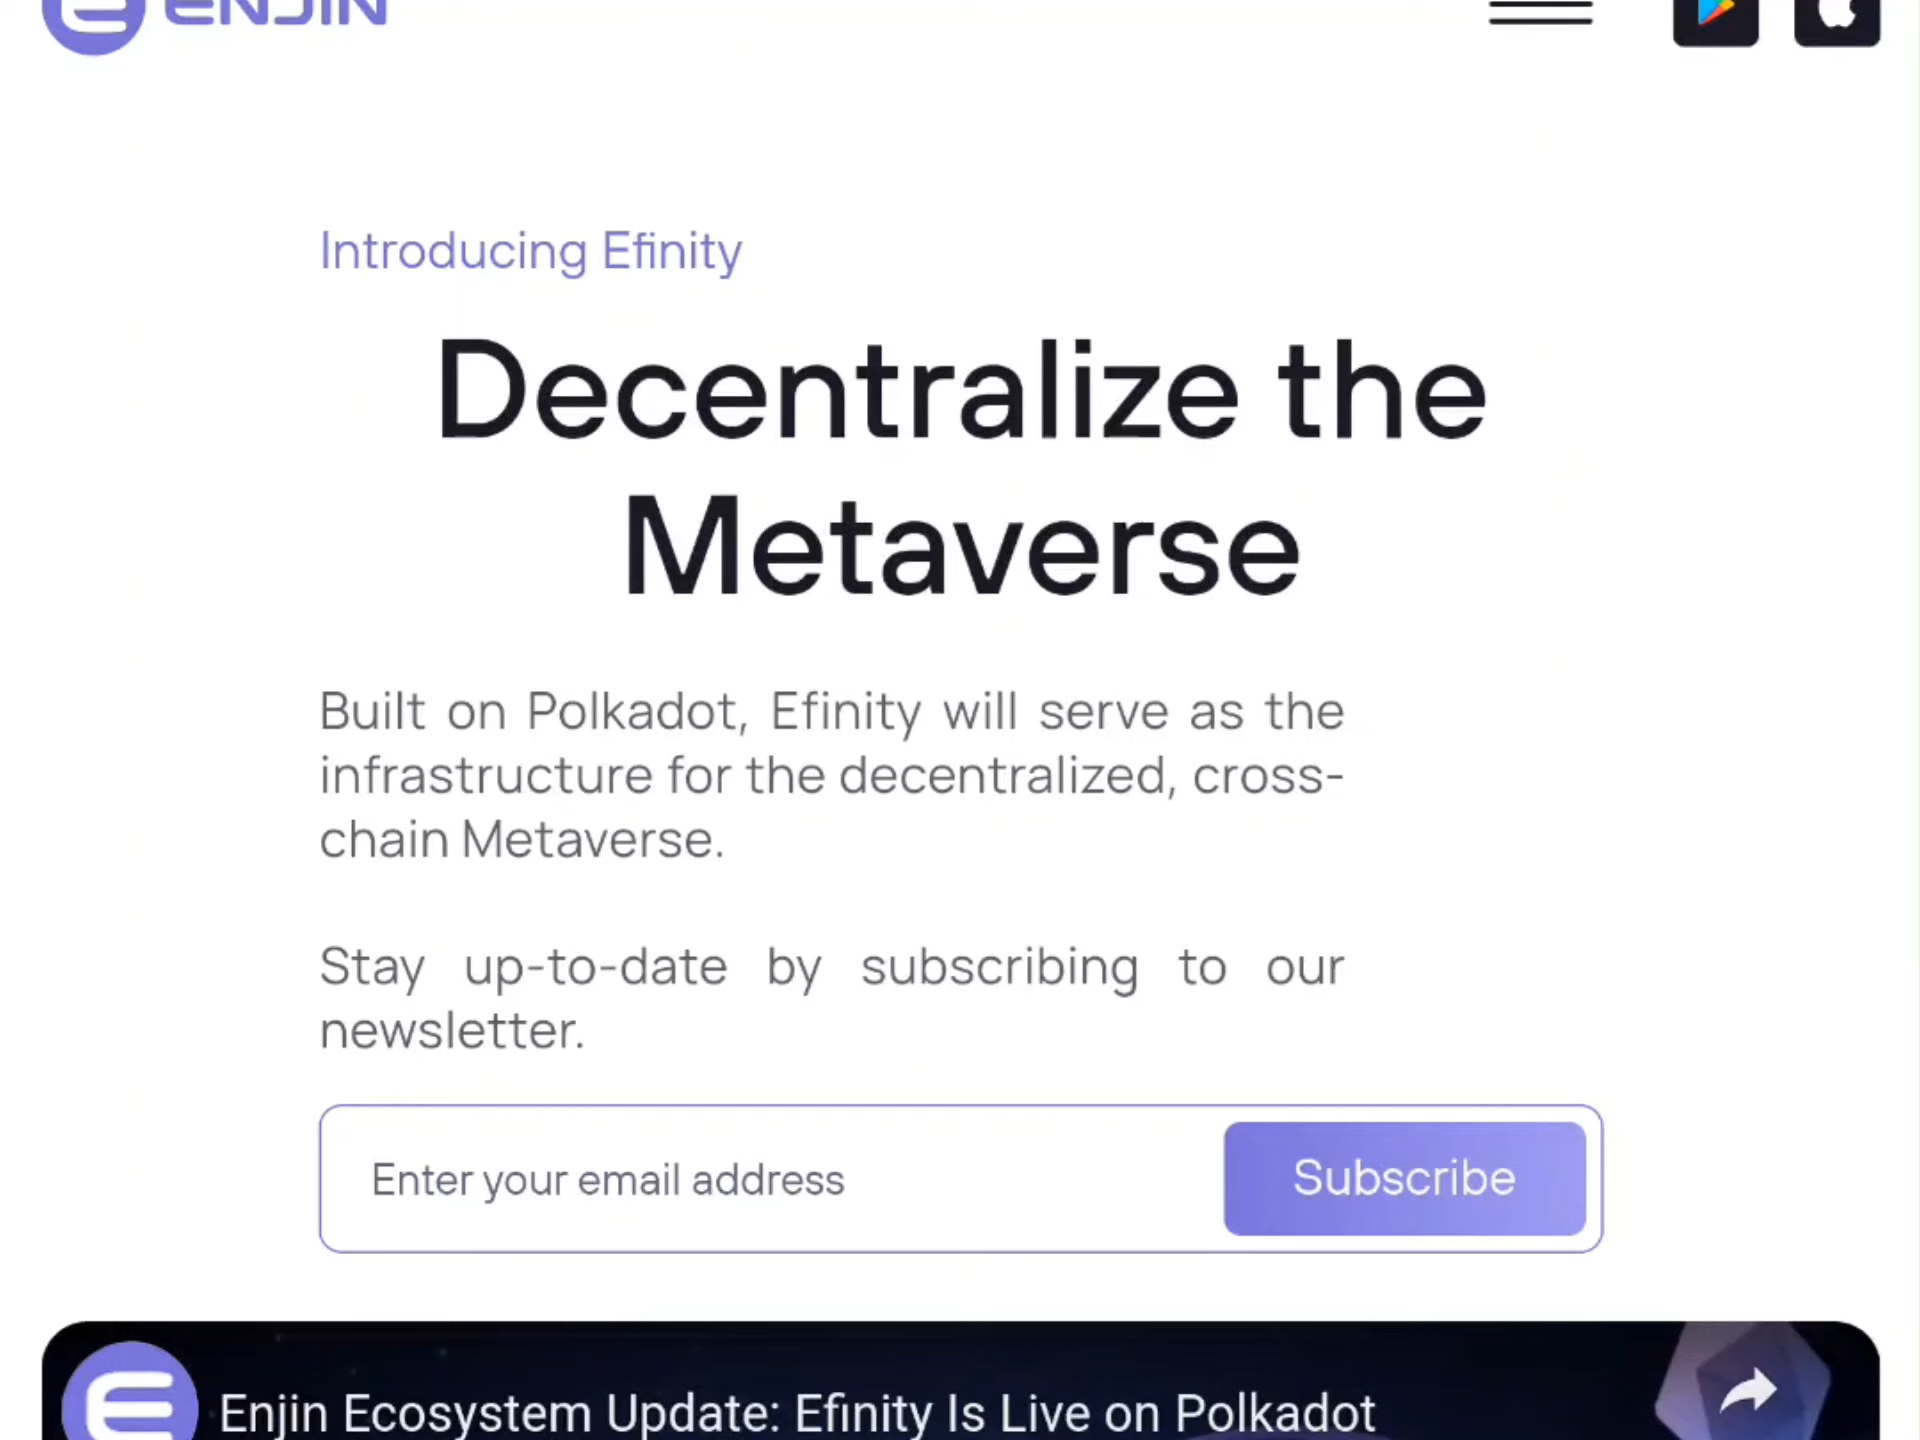 ENJIN
Introducing Efinity
Decentralize the
Metaverse
Built on Polkadot, Efinity will serve as the
infrastructure for the decentralized, cross-
chain Metaverse.
Stay up-to-date by subscribing to our
newsletter.
Enter your email address
Subscribe
Enjin Ecosystem Update: Efinity Is Live on Polkadot